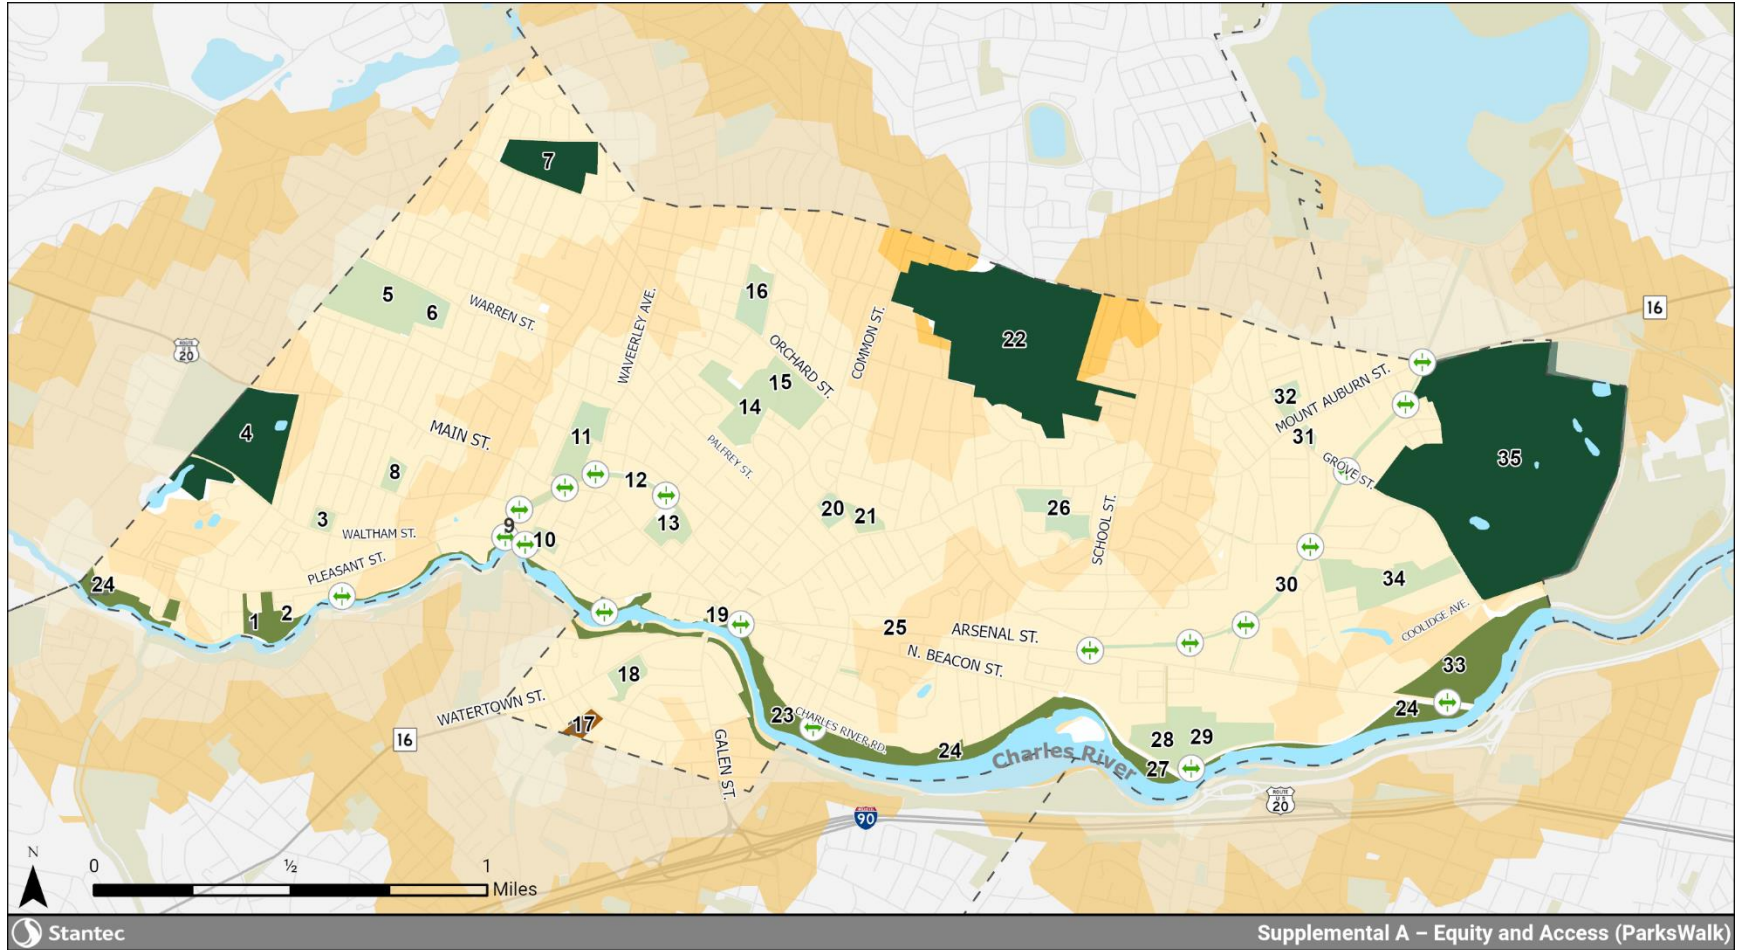 7
16
5
6
WARREN ST.
16
WAVEERLEY AVE.
ORCHARD ST.
COMMON ST.
22
ROUTE
U S
20
15
14
32
MOUNT AUBURN ST.
31
4
MAIN ST.
11
PALFREY ST.
GROVE ST.
35
8
12
3
WALTHAM ST.
9
10
13
20
21
26
SCHOOL ST.
PLEASANT ST.
24
34
30
1
2
19
25
ARSENAL ST.
COOLIDGE AVE.
N. BEACON ST.
18
33
WATERTOWN ST.
17
23
CHARLES RIVER RD.
24
24
16
GALEN ST.
Charles River
28
29
27
ROUTE
U S
20
90
N
0
½
1
Miles
Stantec
Supplemental A – Equity and Access (ParksWalk)